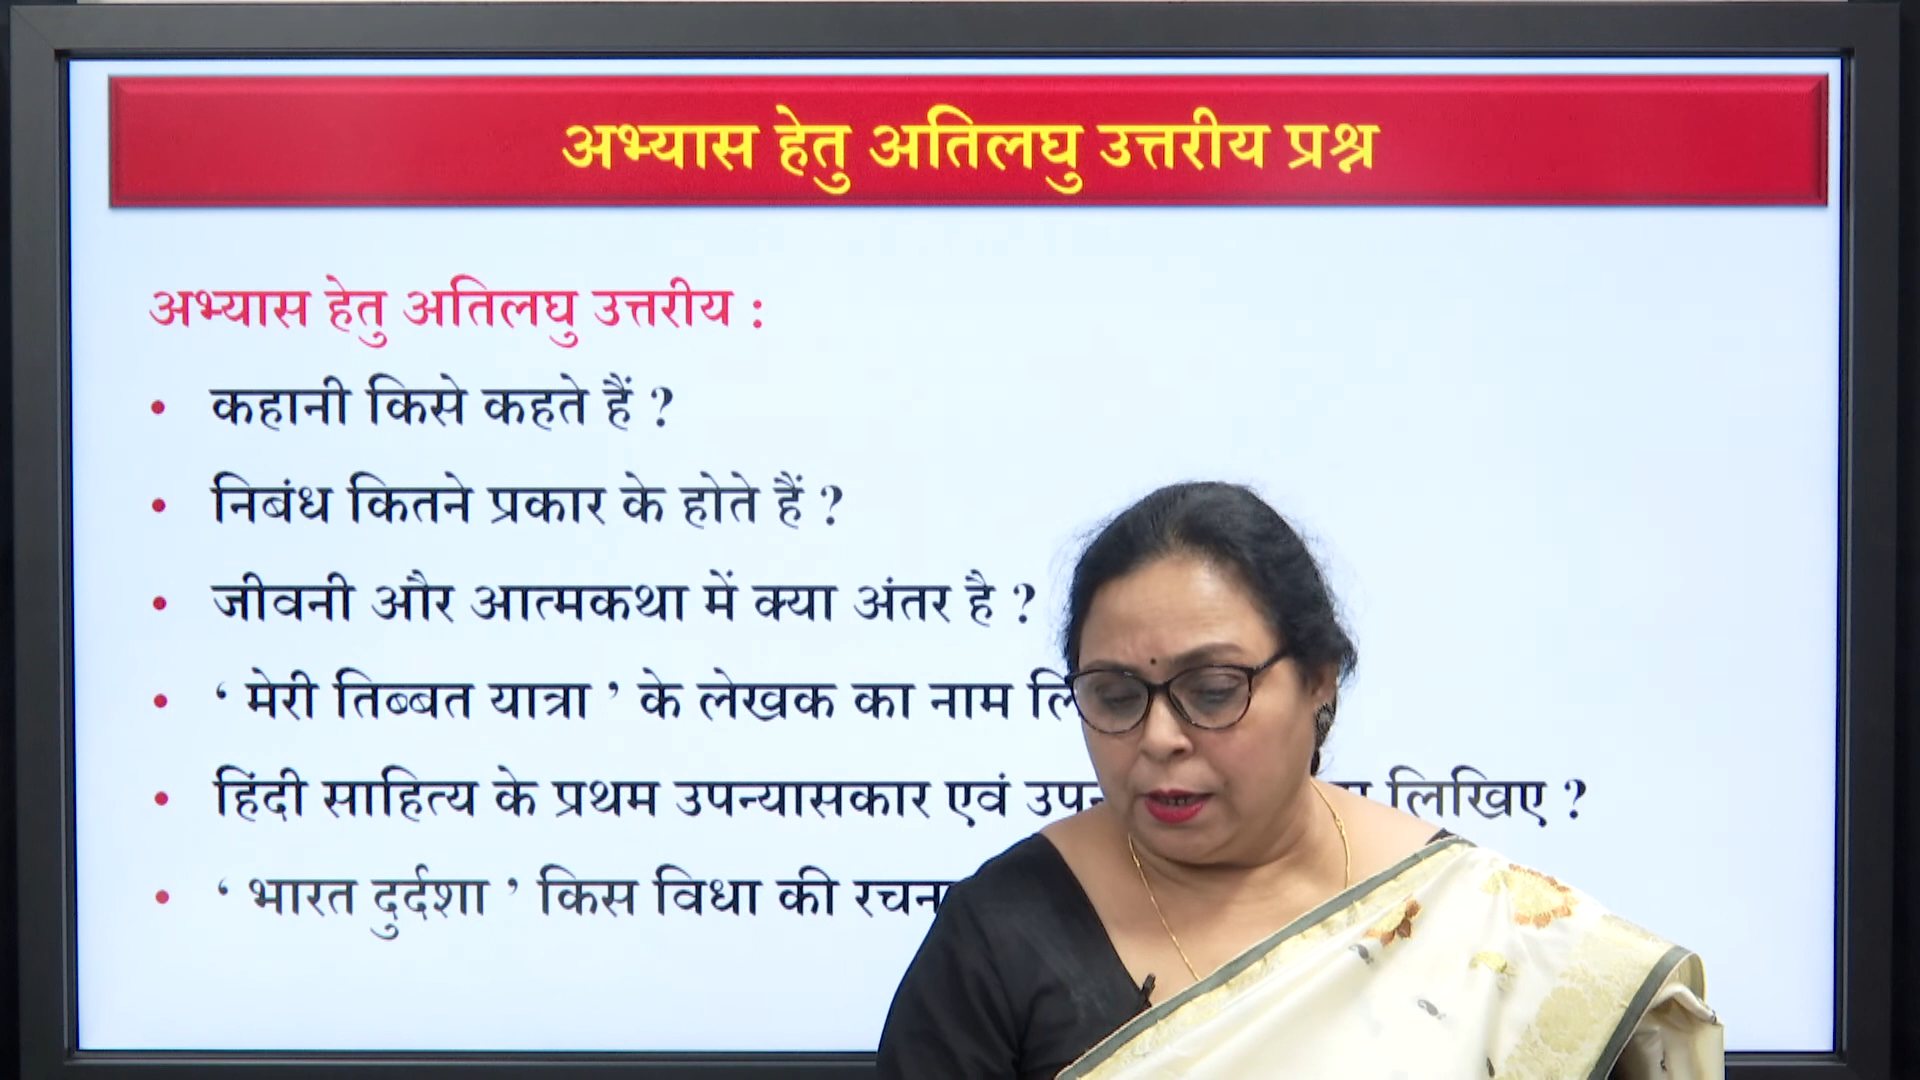 अभ्यास हेतु अतिलघु उत्तरीय प्रश्न
अभ्यास हेतु अतिलघु उत्तरीय :
• कहानी किसे कहते हैं ?
• निबंध कितने प्रकार के होते हैं ?
• जीवनी और आत्मकथा में क्या अंतर है ?
• ‘ मेरी तिब्बत यात्रा ’ के लेखक का नाम
• हिंदी साहित्य के प्रथम उपन्यासकार एवं लिखिए ?
• ‘ भारत दुर्दशा ’ किस विधा की